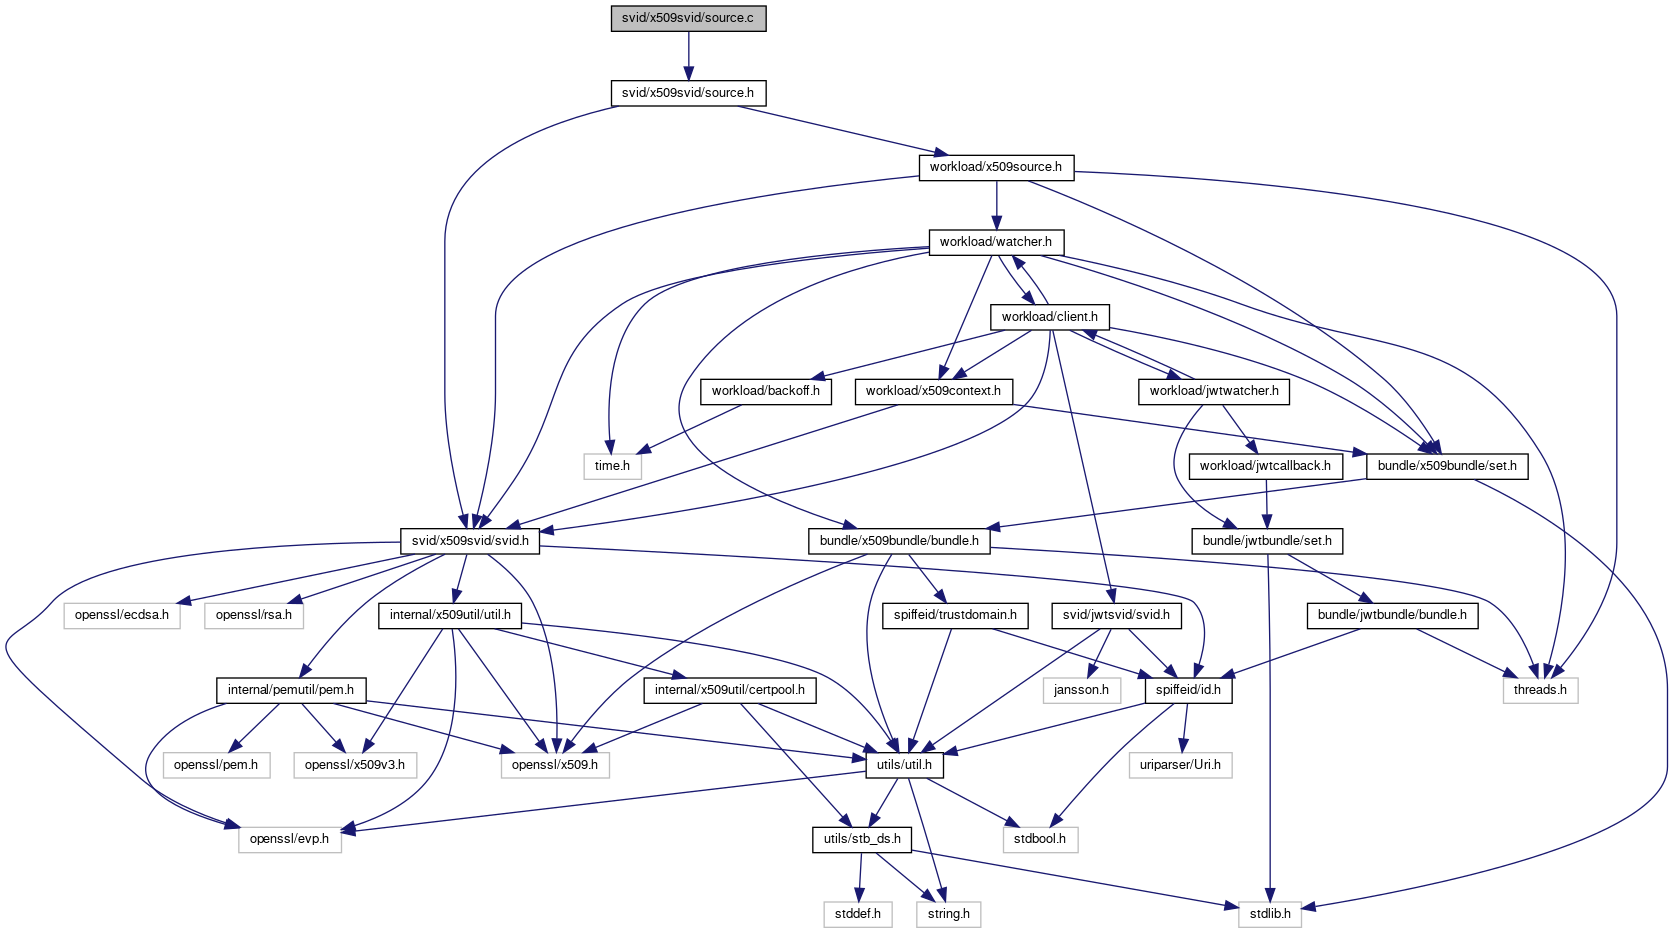 svid/x509svid/source.c
svid/x509svid/source.h
workload/x509source.h
workload/watcher.h
workload/client.h
workload/backoff.h
workload/x509context.h
workload/jwtwatcher.h
time.h
workload/jwtcallback.h
bundle/x509bundle/set.h
svid/x509svid/svid.h
bundle/x509bundle/bundle.h
bundle/jwtbundle/set.h
openssl/ecdsa.h
openssl/rsa.h
internal/x509util/util.h
spiffeid/trustdomain.h
svid/jwtsvid/svid.h
bundle/jwtbundle/bundle.h
internal/pemutil/pem.h
internal/x509util/certpool.h
jansson.h
spiffeid/id.h
threads.h
openssl/pem.h
openssl/x509v3.h
openssl/x509.h
utils/util.h
uriparser/Uri.h
openssl/evp.h
utils/stb_ds.h
stdbool.h
stddef.h
string.h
stdlib.h